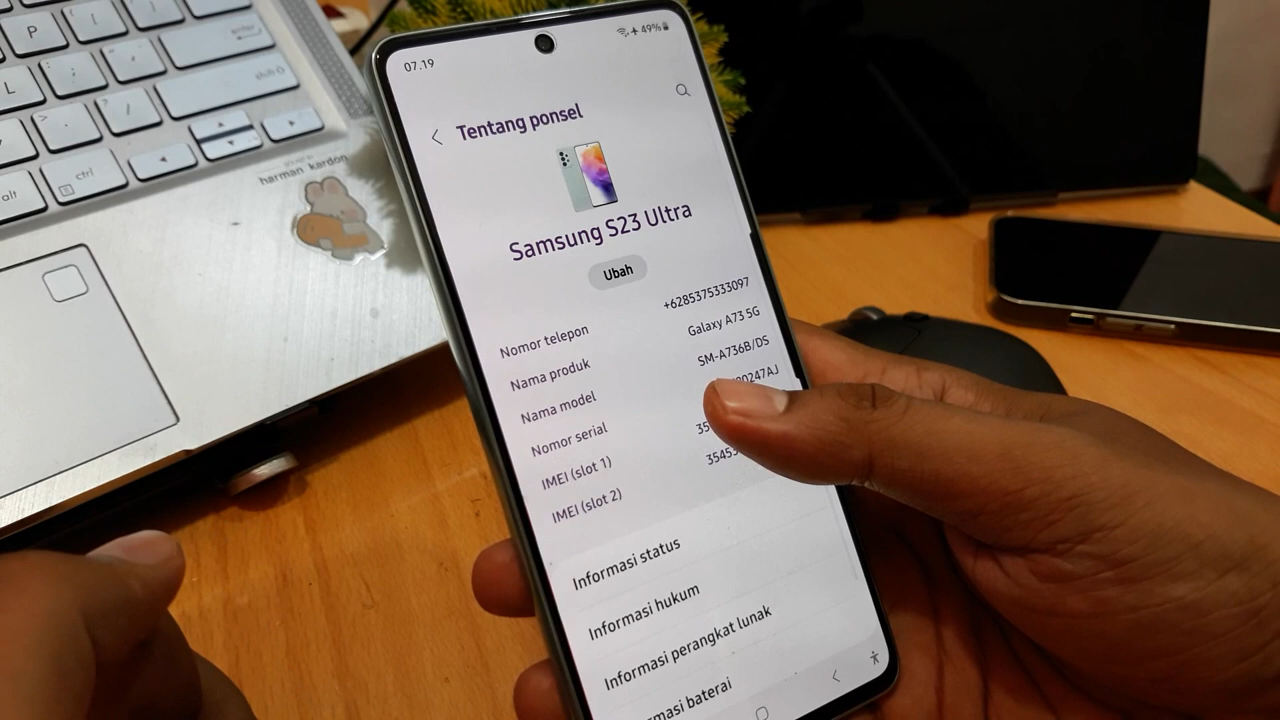 07.19
49%
Tentang ponsel
Samsung S23 Ultra
Ubah
Nomor telepon +6285375333097
Nama produk Galaxy A73 5G
Nama model SM-A736B/DS
Nomor serial
IMEI (slot 1)
IMEI (slot 2)
Informasi status
Informasi hukum
Informasi perangkat lunak
P
L
alt
ctrl
shift
harman kardon